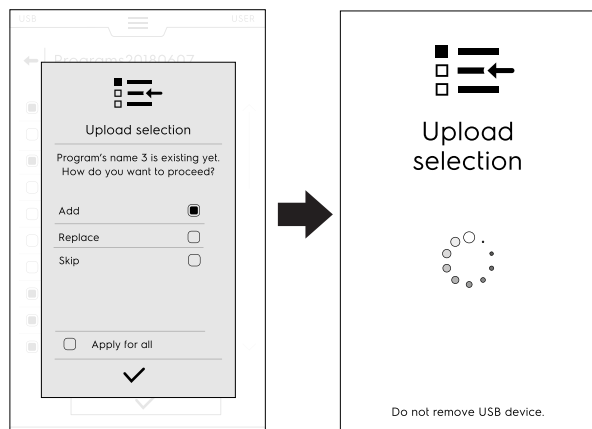 USB
USER
Programs20180607
Upload selection
Program's name 3 is existing yet.
How do you want to proceed?
Add
Replace
Skip
Apply for all
Upload
selection
Do not remove USB device.